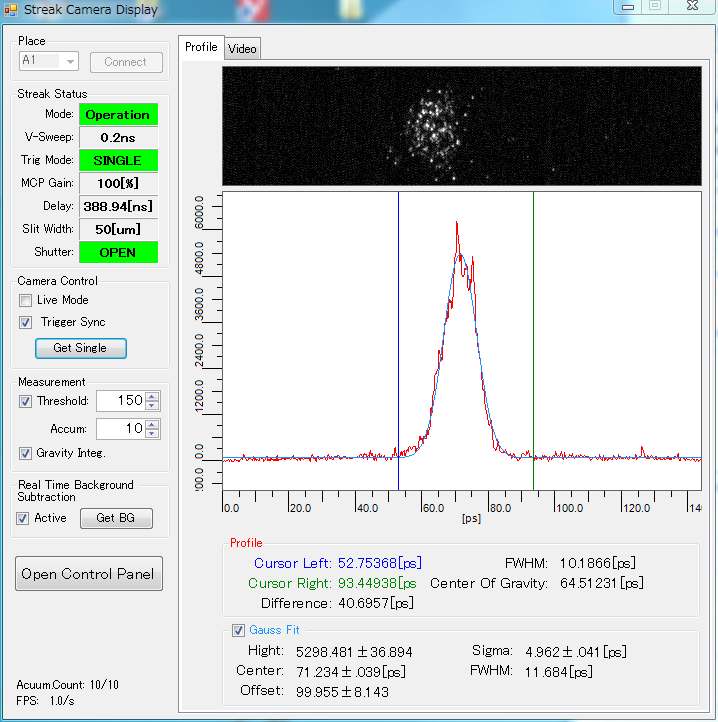 Streak Camera Display
Place
A1
Connect
Streak Status
Mode: Operation
V-Sweep: 0.2ns
Trig Mode: SINGLE
MCP Gain: 100[%]
Delay: 388.94[ns]
Slit Width: 50[um]
Shutter: OPEN
Camera Control
Live Mode
Trigger Sync
Get Single
Measurement
Threshold: 150
Accum: 10
Gravity Integ.
Real Time Background
Subtraction
Active
Get BG
Open Control Panel
Acuum.Count: 10/10
FPS: 1.0/s
Profile Video
6000.0
4800.0
3600.0
2400.0
1200.0
0.0
00.0
0.0 20.0 40.0 60.0 80.0 100.0 120.0 14
[ps]
Profile
Cursor Left: 52.75368[ps] FWHM: 10.1866[ps]
Cursor Right: 93.44938[ps Center Of Gravity: 64.51231[ps]
Difference: 40.6957[ps]
Gauss Fit
Hight: 5298.481±36.894 Sigma: 4.962±.041[ps]
Center: 71.234±.039[ps] FWHM: 11.684[ps]
Offset: 99.955±8.143